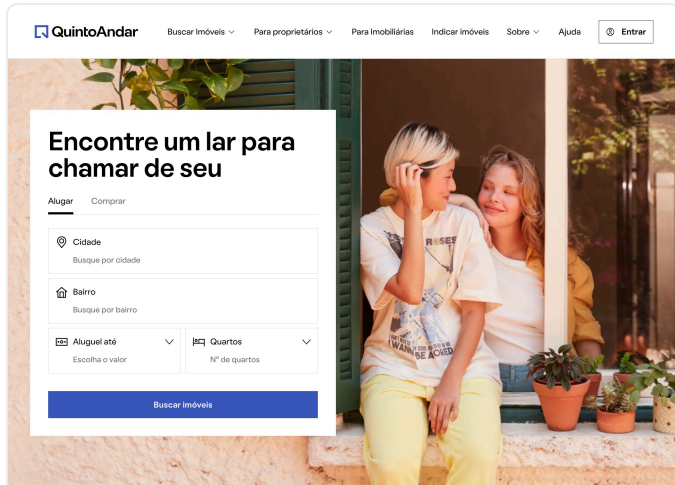 QuintoAndar
Buscar Imóveis
Para proprietários
Para Imobiliárias
Indicar imóveis
Sobre
Ajuda
Entrar
Encontre um lar para
chamar de seu
Alugar
Comprar
Cidade
Busque por cidade
Bairro
Busque por bairro
Aluguel até
Escolha o valor
Quartos
Nº de quartos
Buscar imóveis
ROSES
I WANNA
BE ADORED